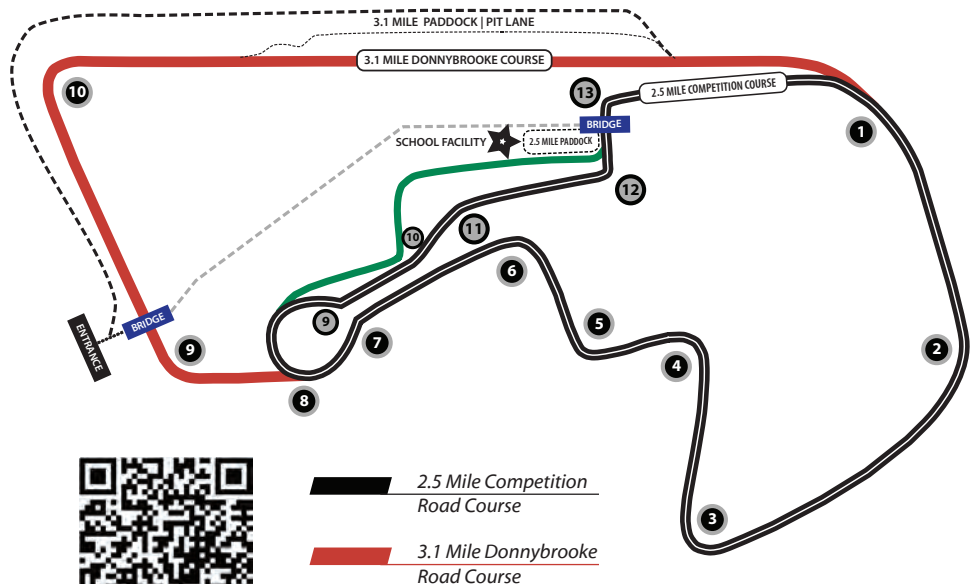 3.1 MILE PADDOCK | PIT LANE
3.1 MILE DONNYBROOKE COURSE
10
13
2.5 MILE COMPETITION COURSE
1
BRIDGE
SCHOOL FACILITY
2.5 MILE PADDOCK
12
11
10
6
9
BRIDGE
ENTRANCE
9
7
5
4
2
8
3
2.5 Mile Competition
Road Course
3.1 Mile Donnybrooke
Road Course